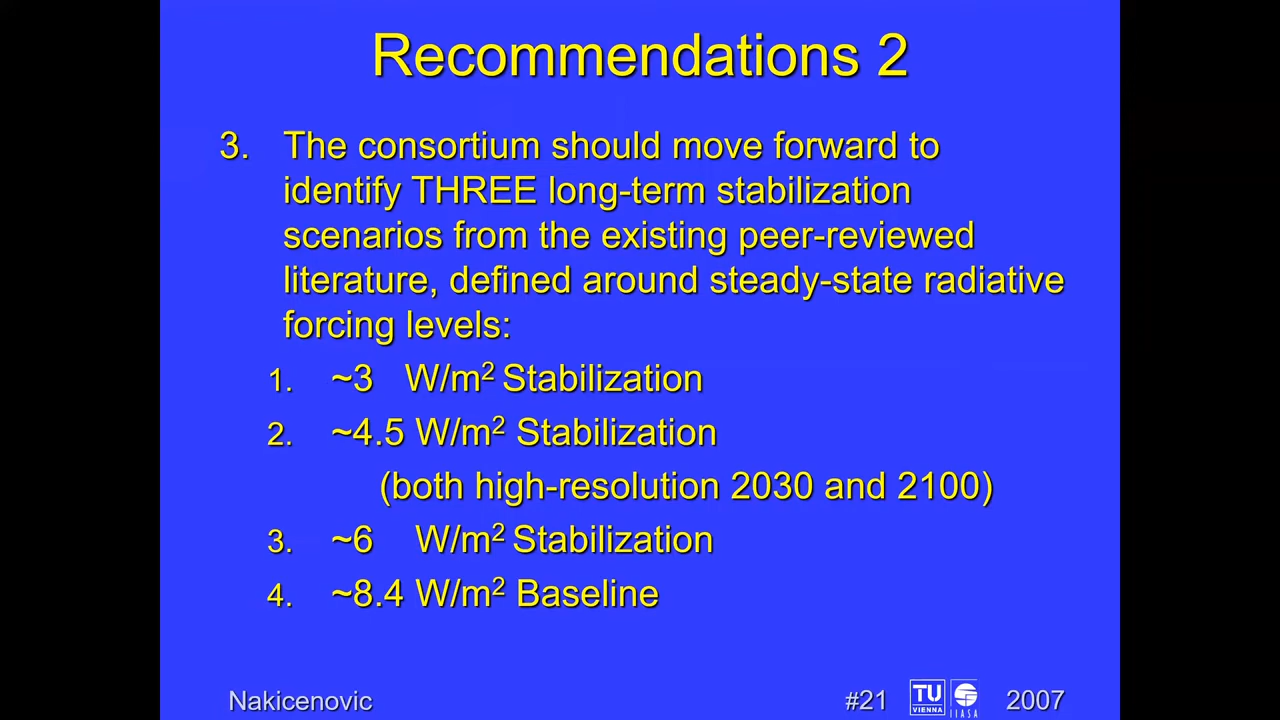 Recommendations 2
3. The consortium should move forward to
identify THREE long-term stabilization
scenarios from the existing peer-reviewed
literature, defined around steady-state radiative
forcing levels:
1. ~3 W/m² Stabilization
2. ~4.5 W/m² Stabilization
(both high-resolution 2030 and 2100)
3. ~6 W/m² Stabilization
4. ~8.4 W/m² Baseline
Nakicenovic #21 TU VIENNA IIASA 2007